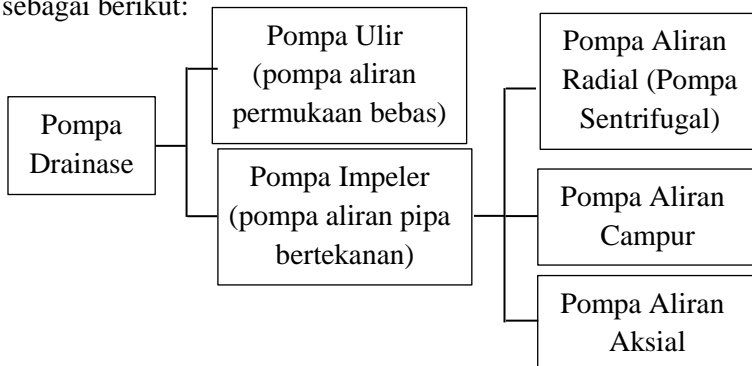 sebagai berikut:
Pompa
Drainase
Pompa Ulir
(pompa aliran
permukaan bebas)
Pompa Impeler
(pompa aliran pipa
bertekanan)
Pompa Aliran
Radial (Pompa
Sentrifugal)
Pompa Aliran
Campur
Pompa Aliran
Aksial